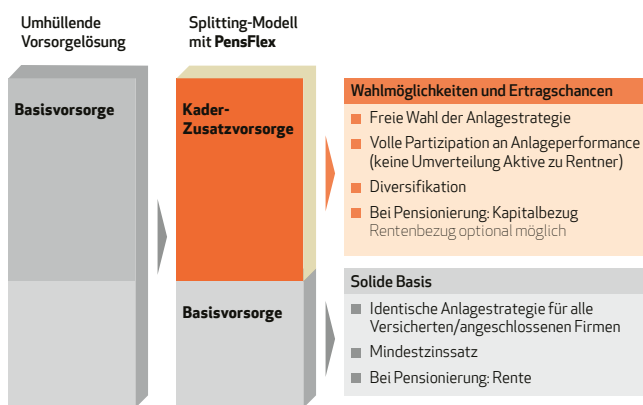 Umhüllende
Vorsorgelösung
Splitting-Modell
mit PensFlex
Basisvorsorge
Kader-
Zusatzvorsorge
Basisvorsorge
Wahlmöglichkeiten und Ertragschancen
Freie Wahl der Anlagestrategie
Volle Partizipation an Anlageperformance
(keine Umverteilung Aktive zu Rentner)
Diversifikation
Bei Pensionierung: Kapitalbezug
Rentenbezug optional möglich
Solide Basis
Identische Anlagestrategie für alle
Versicherten/angeschlossenen Firmen
Mindestzinssatz
Bei Pensionierung: Rente